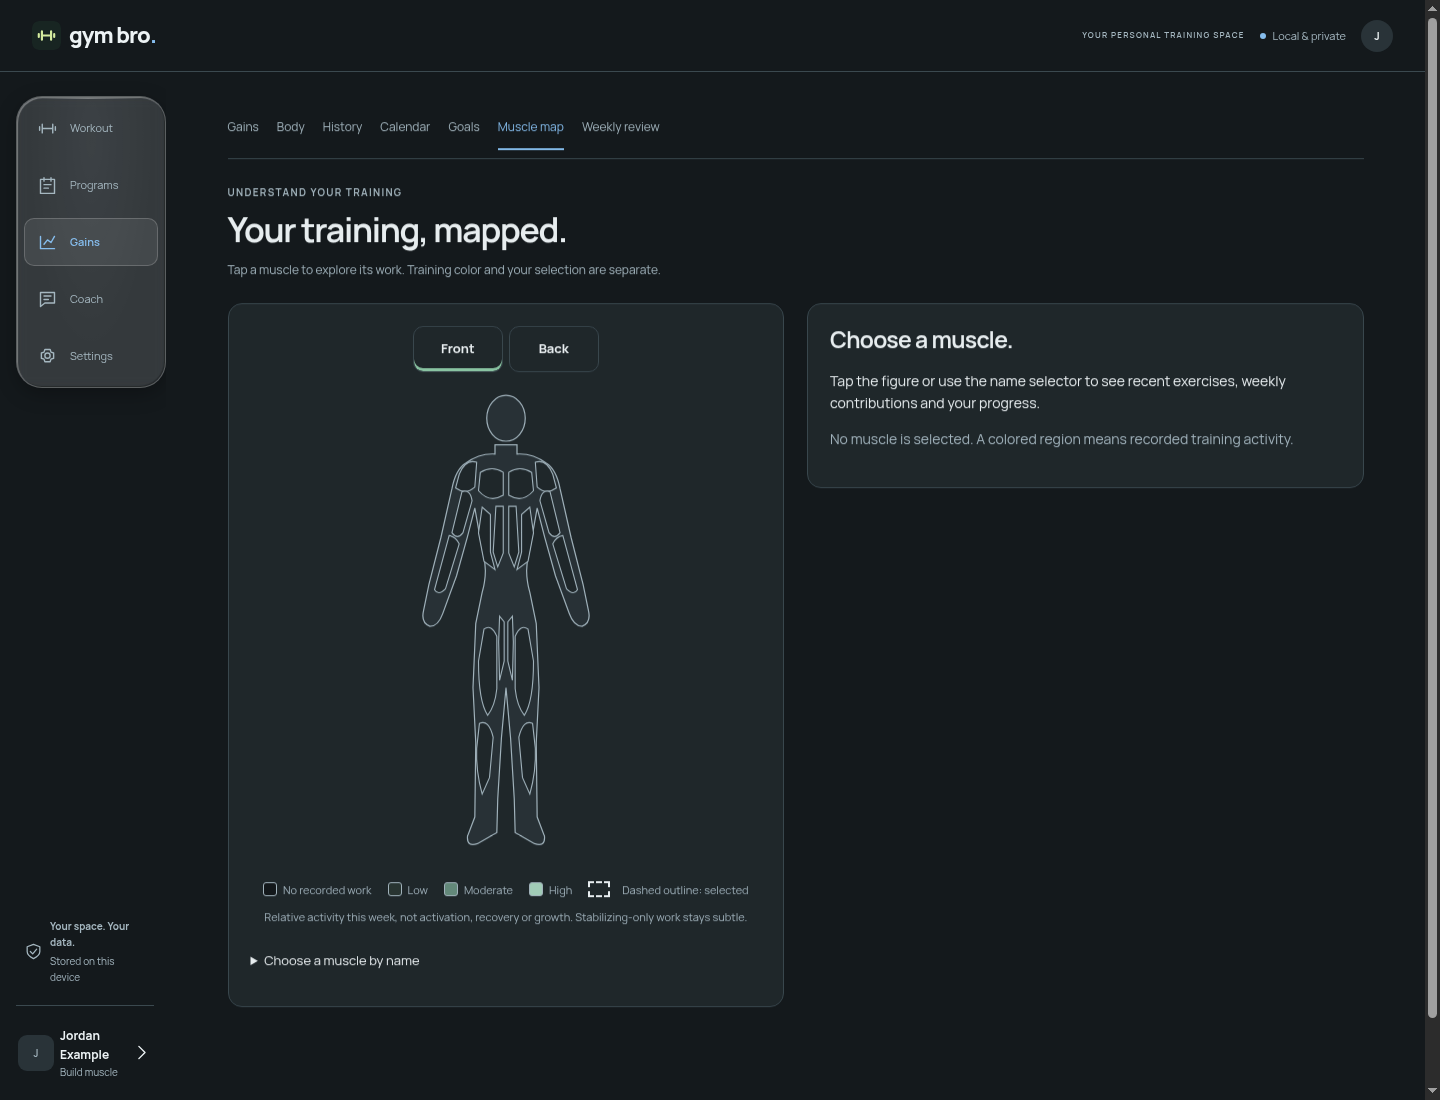 gym bro.
YOUR PERSONAL TRAINING SPACE
Local & private
J
Workout
Programs
Gains
Coach
Settings
Gains
Body
History
Calendar
Goals
Muscle map
Weekly review
UNDERSTAND YOUR TRAINING
Your training, mapped.
Tap a muscle to explore its work. Training color and your selection are separate.
Front
Back
No recorded work
Low
Moderate
High
Dashed outline: selected
Relative activity this week, not activation, recovery or growth. Stabilizing-only work stays subtle.
Choose a muscle by name
Choose a muscle.
Tap the figure or use the name selector to see recent exercises, weekly
contributions and your progress.
No muscle is selected. A colored region means recorded training activity.
Your space. Your
data.
Stored on this
device
J
Jordan
Example
Build muscle